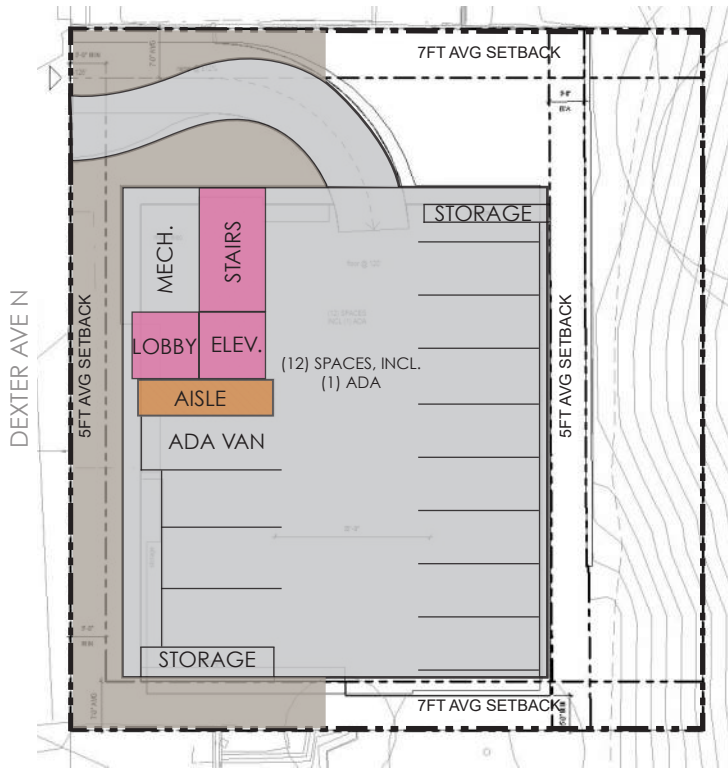 7FT AVG SETBACK
STORAGE
MECH.
STAIRS
LOBBY
ELEV.
(12) SPACES, INCL.
(1) ADA
AISLE
ADA VAN
DEXTER AVE N
5FT AVG SETBACK
5FT AVG SETBACK
STORAGE
7FT AVG SETBACK